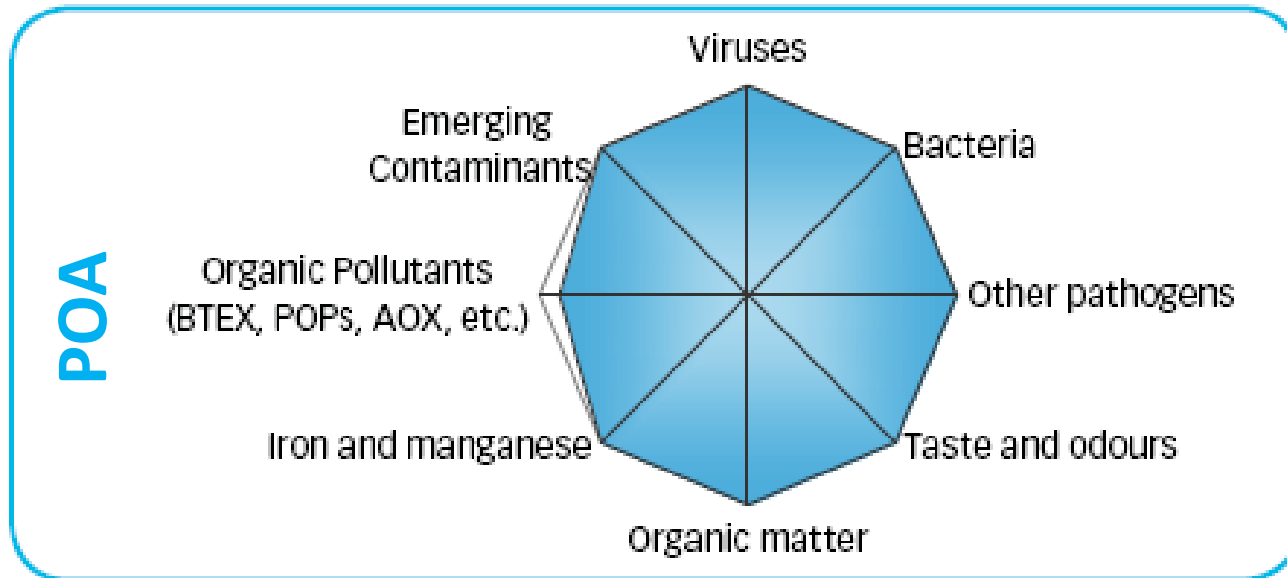 Viruses
Emerging
Contaminants
Bacteria
POA
Organic Pollutants
(BTEX, POPs, AOX, etc.)
Other pathogens
Iron and manganese
Taste and odours
Organic matter